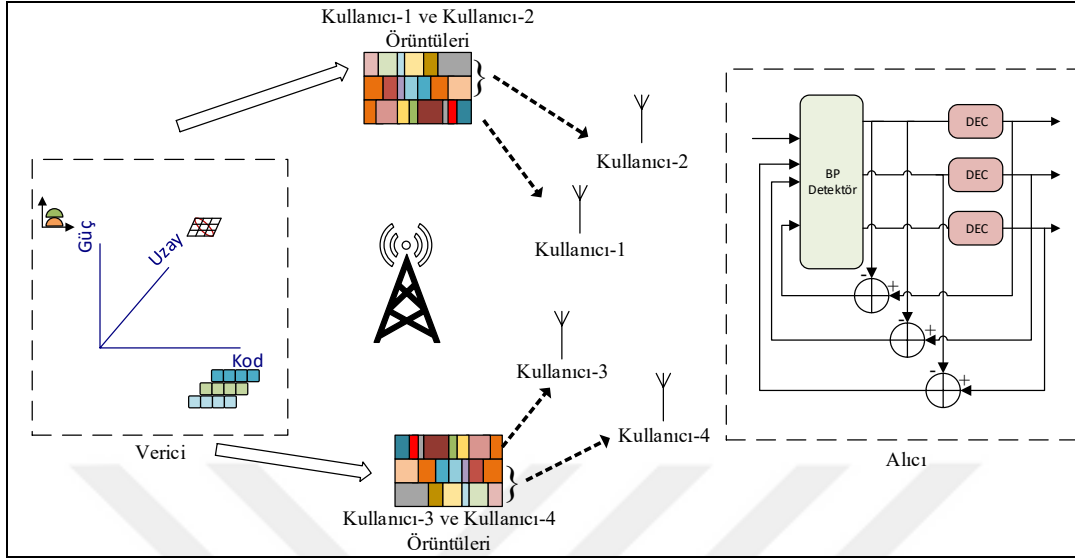 Kullanıcı-1 ve Kullanıcı-2
Örüntüleri
Kullanıcı-2
Kullanıcı-1
Güç
Uzay
Kod
Verici
Kullanıcı-3
Kullanıcı-4
Kullanıcı-3 ve Kullanıcı-4
Örüntüleri
BP
Detektör
DEC
DEC
DEC
-
+
-
+
-
+
Alıcı